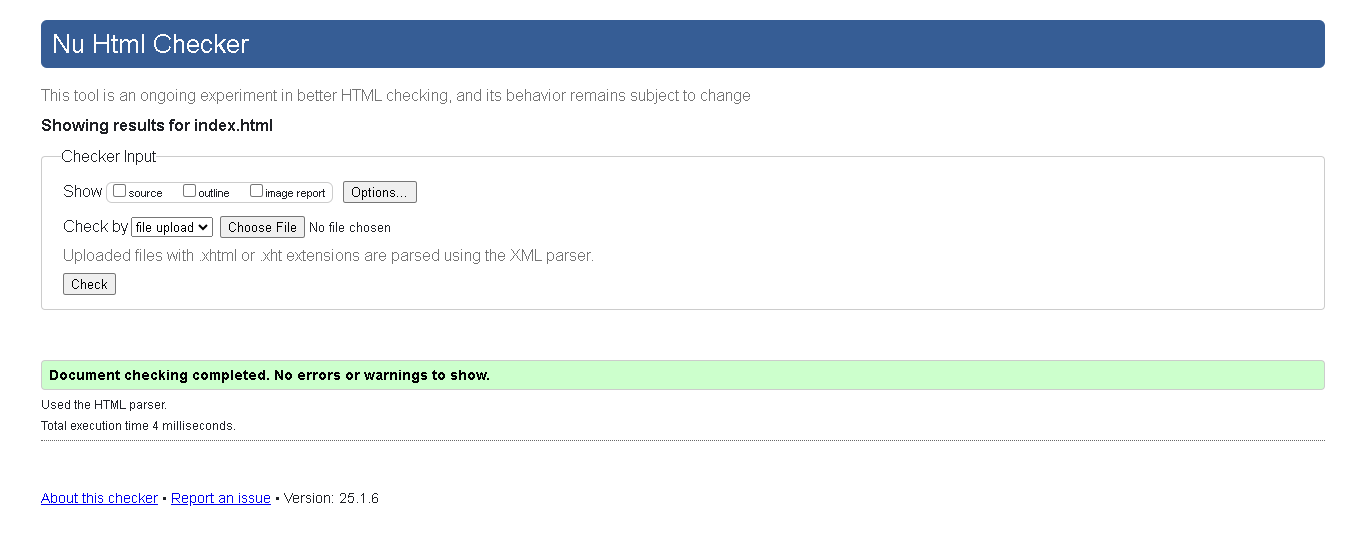 Nu Html Checker
This tool is an ongoing experiment in better HTML checking, and its behavior remains subject to change
Showing results for index.html
Checker Input
Show source outline image report Options...
Check by file upload Choose File No file chosen
Uploaded files with .xhtml or .xht extensions are parsed using the XML parser.
Check
Document checking completed. No errors or warnings to show.
Used the HTML parser.
Total execution time 4 milliseconds.
About this checker • Report an issue • Version: 25.1.6